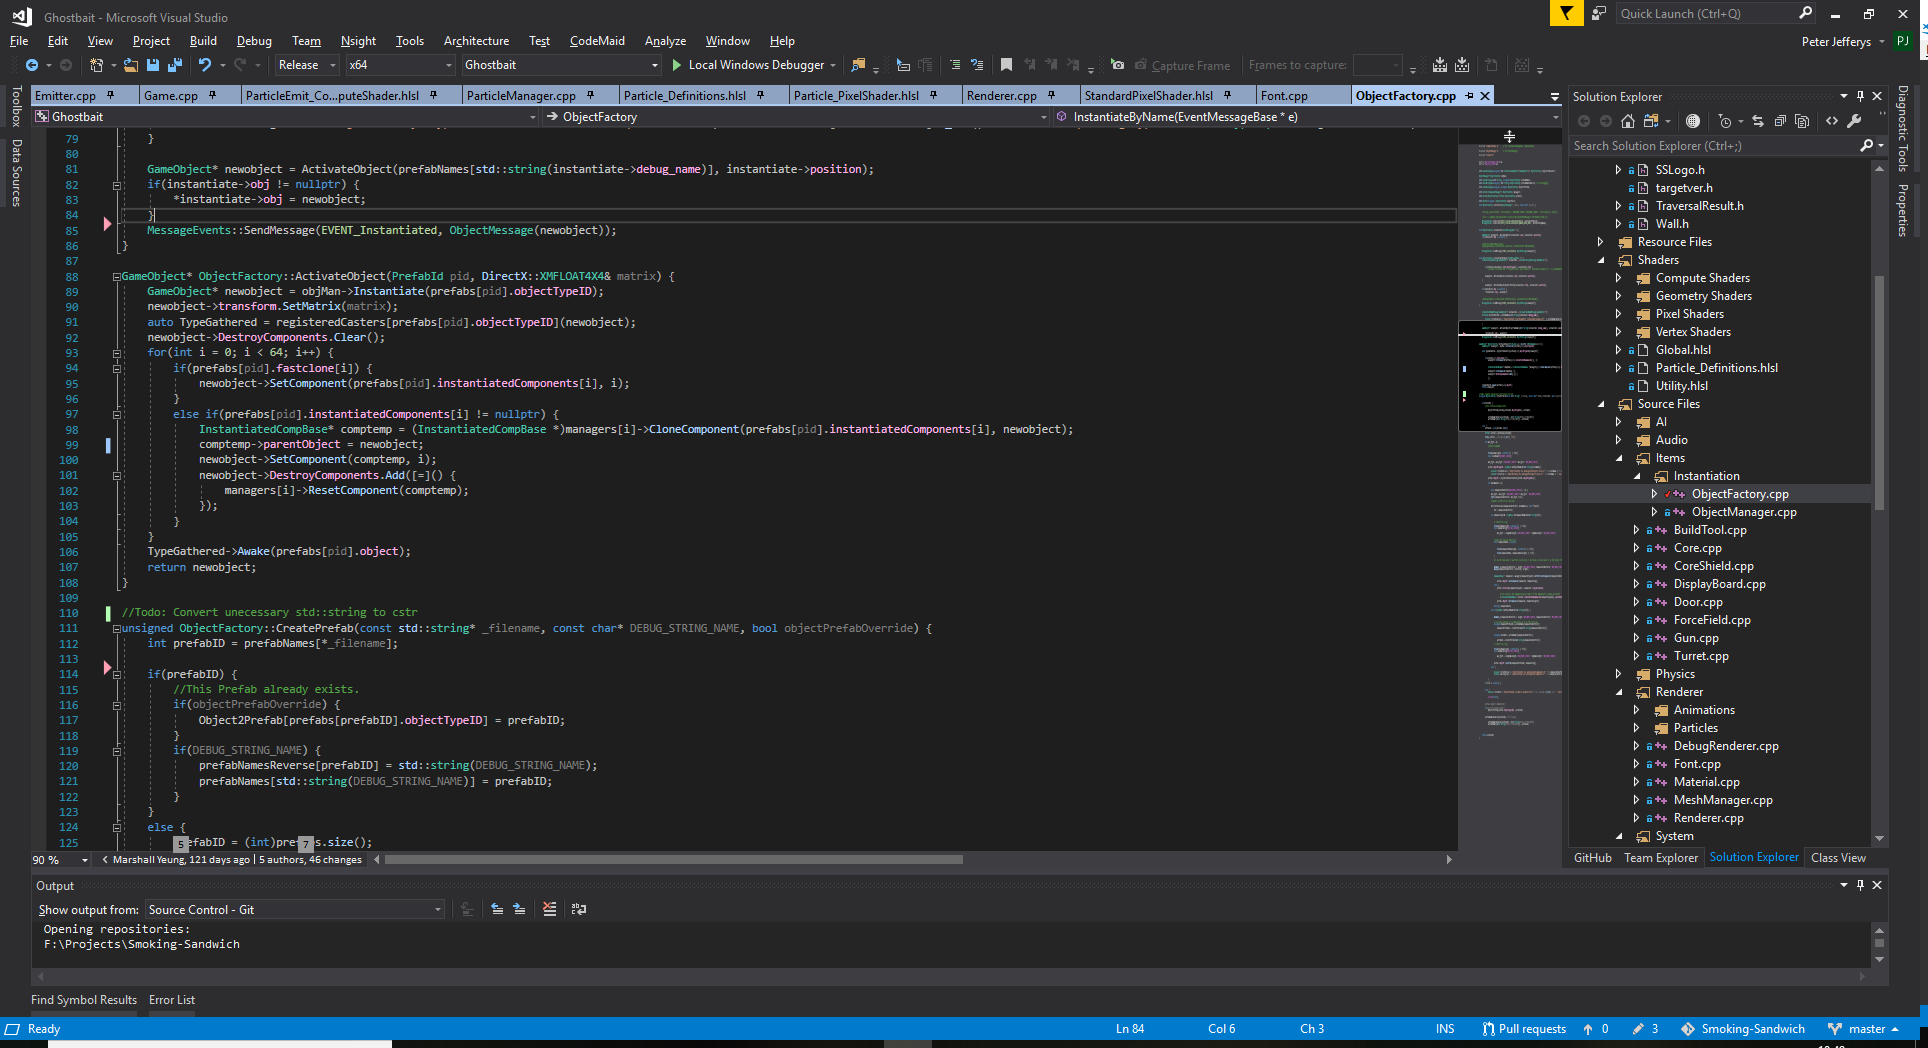 Ghostbait - Microsoft Visual Studio
Quick Launch (Ctrl+Q)
File Edit View Project Build Debug Team Nsight Tools Architecture Test CodeMaid Analyze Window Help
Peter Jefferys PJ
Release x64 Ghostbait Local Windows Debugger Capture Frame Frames to capture:
Emitter.cpp Game.cpp ParticleEmit_Co...puteShader.hlsl ParticleManager.cpp Particle_Definitions.hlsl Particle_PixelShader.hlsl Renderer.cpp StandardPixelShader.hlsl Font.cpp ObjectFactory.cpp
Ghostbait ObjectFactory InstantiateByName(EventMessageBase * e)
Toolbox
Data Sources
79 }
80
81 GameObject* newobject = ActivateObject(prefabNames[std::string(instantiate->debug_name)], instantiate->position);
82 if(instantiate->obj != nullptr) {
83 *instantiate->obj = newobject;
84 }
85 MessageEvents::SendMessage(EVENT_Instantiated, ObjectMessage(newobject));
86 }
87
88 GameObject* ObjectFactory::ActivateObject(PrefabId pid, DirectX::XMFLOAT4X4& matrix) {
89 GameObject* newobject = objMan->Instantiate(prefabs[pid].objectTypeID);
90 newobject->transform.SetMatrix(matrix);
91 auto TypeGathered = registeredCasters[prefabs[pid].objectTypeID](newobject);
92 newobject->DestroyComponents.Clear();
93 for(int i = 0; i < 64; i++) {
94 if(prefabs[pid].fastclone[i]) {
95 newobject->SetComponent(prefabs[pid].instantiatedComponents[i], i);
96 }
97 else if(prefabs[pid].instantiatedComponents[i] != nullptr) {
98 InstantiatedCompBase* comptemp = (InstantiatedCompBase *)managers[i]->CloneComponent(prefabs[pid].instantiatedComponents[i], newobject);
99 comptemp->parentObject = newobject;
100 newobject->SetComponent(comptemp, i);
101 newobject->DestroyComponents.Add([=]() {
102 managers[i]->ResetComponent(comptemp);
103 });
104 }
105 }
106 TypeGathered->Awake(prefabs[pid].object);
107 return newobject;
108 }
109
110 //Todo: Convert unecessary std::string to cstr
111 unsigned ObjectFactory::CreatePrefab(const std::string* _filename, const char* DEBUG_STRING_NAME, bool objectPrefabOverride) {
112 int prefabID = prefabNames[*_filename];
113
114 if(prefabID) {
115 //This Prefab already exists.
116 if(objectPrefabOverride) {
117 Object2Prefab[prefabs[prefabID].objectTypeID] = prefabID;
118 }
119 if(DEBUG_STRING_NAME) {
120 prefabNamesReverse[prefabID] = std::string(DEBUG_STRING_NAME);
121 prefabNames[std::string(DEBUG_STRING_NAME)] = prefabID;
122 }
123 }
124 else {
125 5 efabID = (int)pre 7 s.size();
90 % Marshall Yeung, 121 days ago | 5 authors, 46 changes
Solution Explorer
Search Solution Explorer (Ctrl+;)
SSLogo.h
targetver.h
TraversalResult.h
Wall.h
Resource Files
Shaders
Compute Shaders
Geometry Shaders
Pixel Shaders
Vertex Shaders
Global.hlsl
Particle_Definitions.hlsl
Utility.hlsl
Source Files
AI
Audio
Items
Instantiation
ObjectFactory.cpp
ObjectManager.cpp
BuildTool.cpp
Core.cpp
CoreShield.cpp
DisplayBoard.cpp
Door.cpp
ForceField.cpp
Gun.cpp
Turret.cpp
Physics
Renderer
Animations
Particles
DebugRenderer.cpp
Font.cpp
Material.cpp
MeshManager.cpp
Renderer.cpp
System
GitHub Team Explorer Solution Explorer Class View
Diagnostic Tools
Properties
Output
Show output from: Source Control - Git
Opening repositories:
F:\Projects\Smoking-Sandwich
Find Symbol Results Error List
Ready Ln 84 Col 6 Ch 3 INS Pull requests 0 3 Smoking-Sandwich master